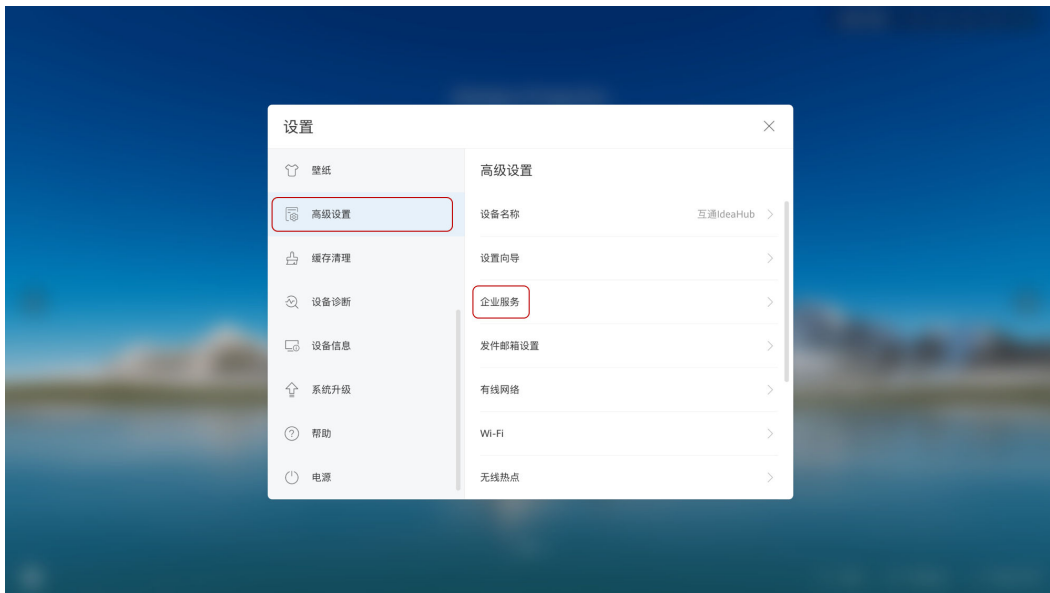 设置
壁纸
高级设置
缓存清理
设备诊断
设备信息
系统升级
帮助
电源
高级设置
设备名称 互通IdeaHub
设置向导
企业服务
发件邮箱设置
有线网络
Wi-Fi
无线热点